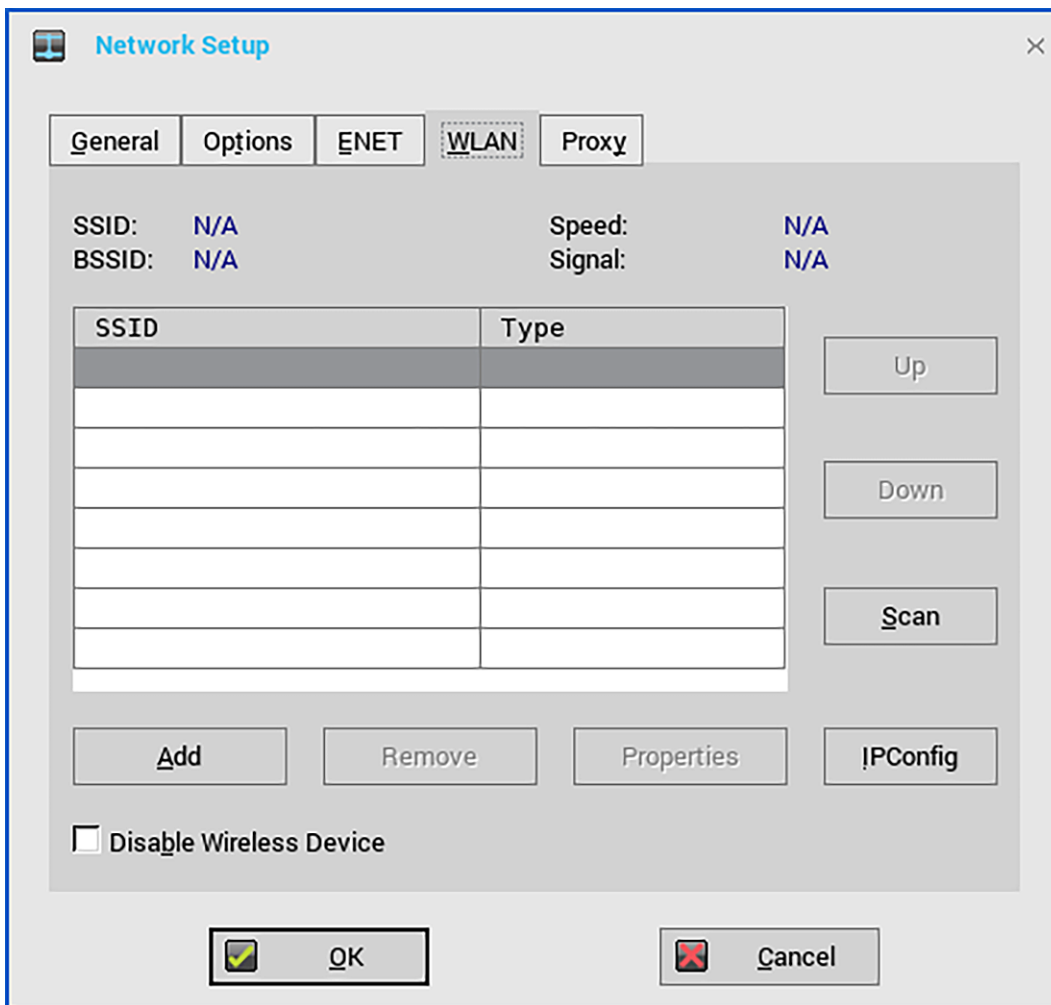 Network Setup
General Options ENET WLAN Proxy
SSID: N/A Speed: N/A
BSSID: N/A Signal: N/A
SSID Type
Up
Down
Scan
Add Remove Properties IPConfig
Disable Wireless Device
OK Cancel